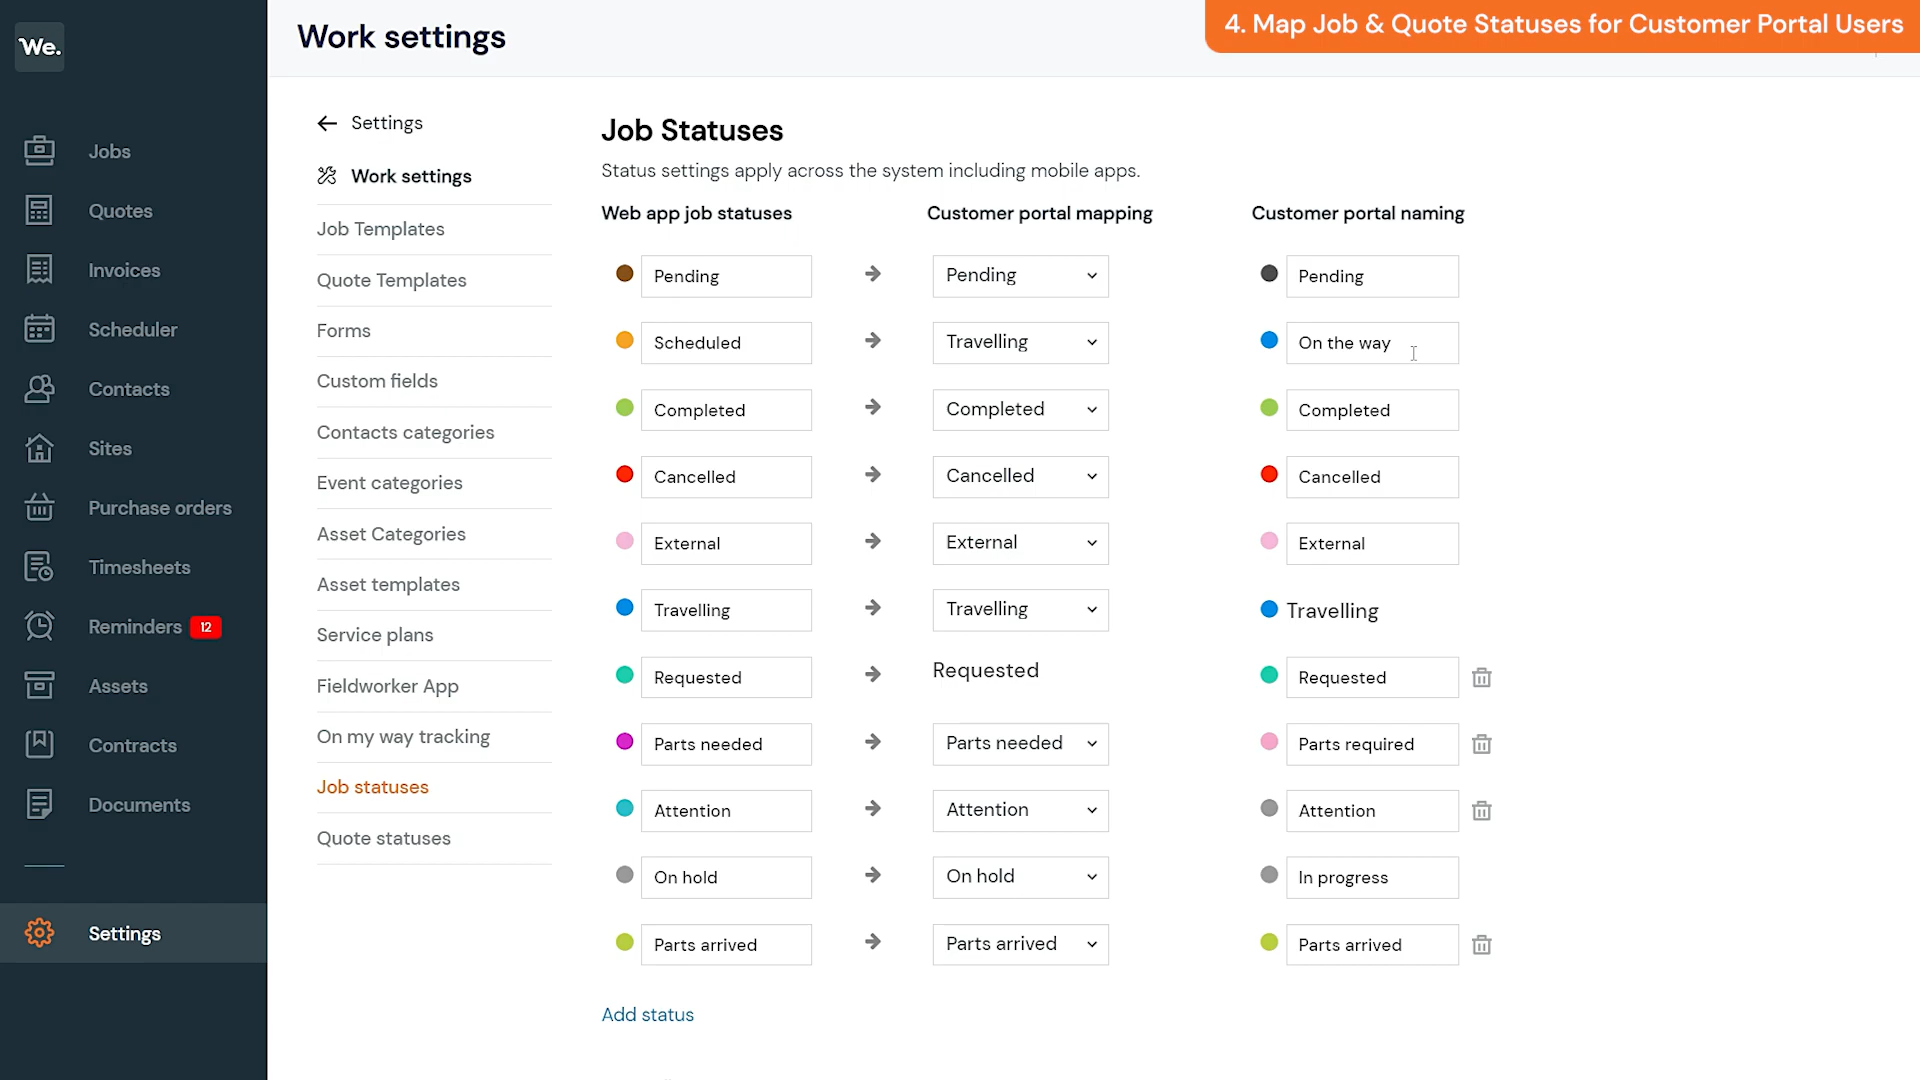 We.
Work settings
4. Map Job & Quote Statuses for Customer Portal Users
Jobs
Quotes
Invoices
Scheduler
Contacts
Sites
Purchase orders
Timesheets
Reminders 12
Assets
Contracts
Documents
Settings
Settings
Work settings
Job Templates
Quote Templates
Forms
Custom fields
Contacts categories
Event categories
Asset Categories
Asset templates
Service plans
Fieldworker App
On my way tracking
Job statuses
Quote statuses
Job Statuses
Status settings apply across the system including mobile apps.
Web app job statuses Customer portal mapping Customer portal naming
Pending Pending Pending
Scheduled Travelling On the way
Completed Completed Completed
Cancelled Cancelled Cancelled
External External External
Travelling Travelling Travelling
Requested Requested Requested
Parts needed Parts needed Parts required
Attention Attention Attention
On hold On hold In progress
Parts arrived Parts arrived Parts arrived
Add status